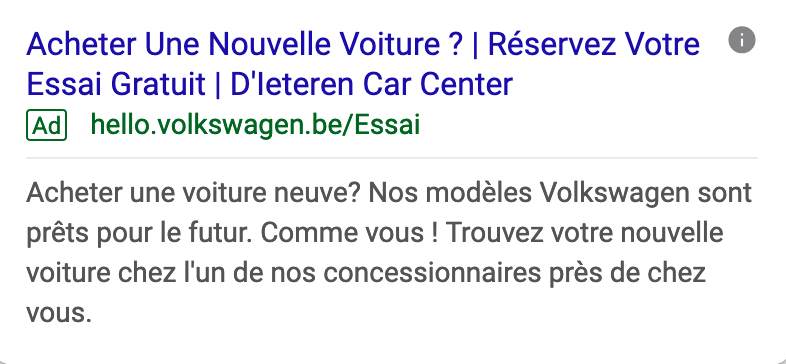 Acheter Une Nouvelle Voiture ? | Réservez Votre
Essai Gratuit | D'Ieteren Car Center
Ad hello.volkswagen.be/Essai
Acheter une voiture neuve? Nos modèles Volkswagen sont
prêts pour le futur. Comme vous ! Trouvez votre nouvelle
voiture chez l'un de nos concessionnaires près de chez
vous.